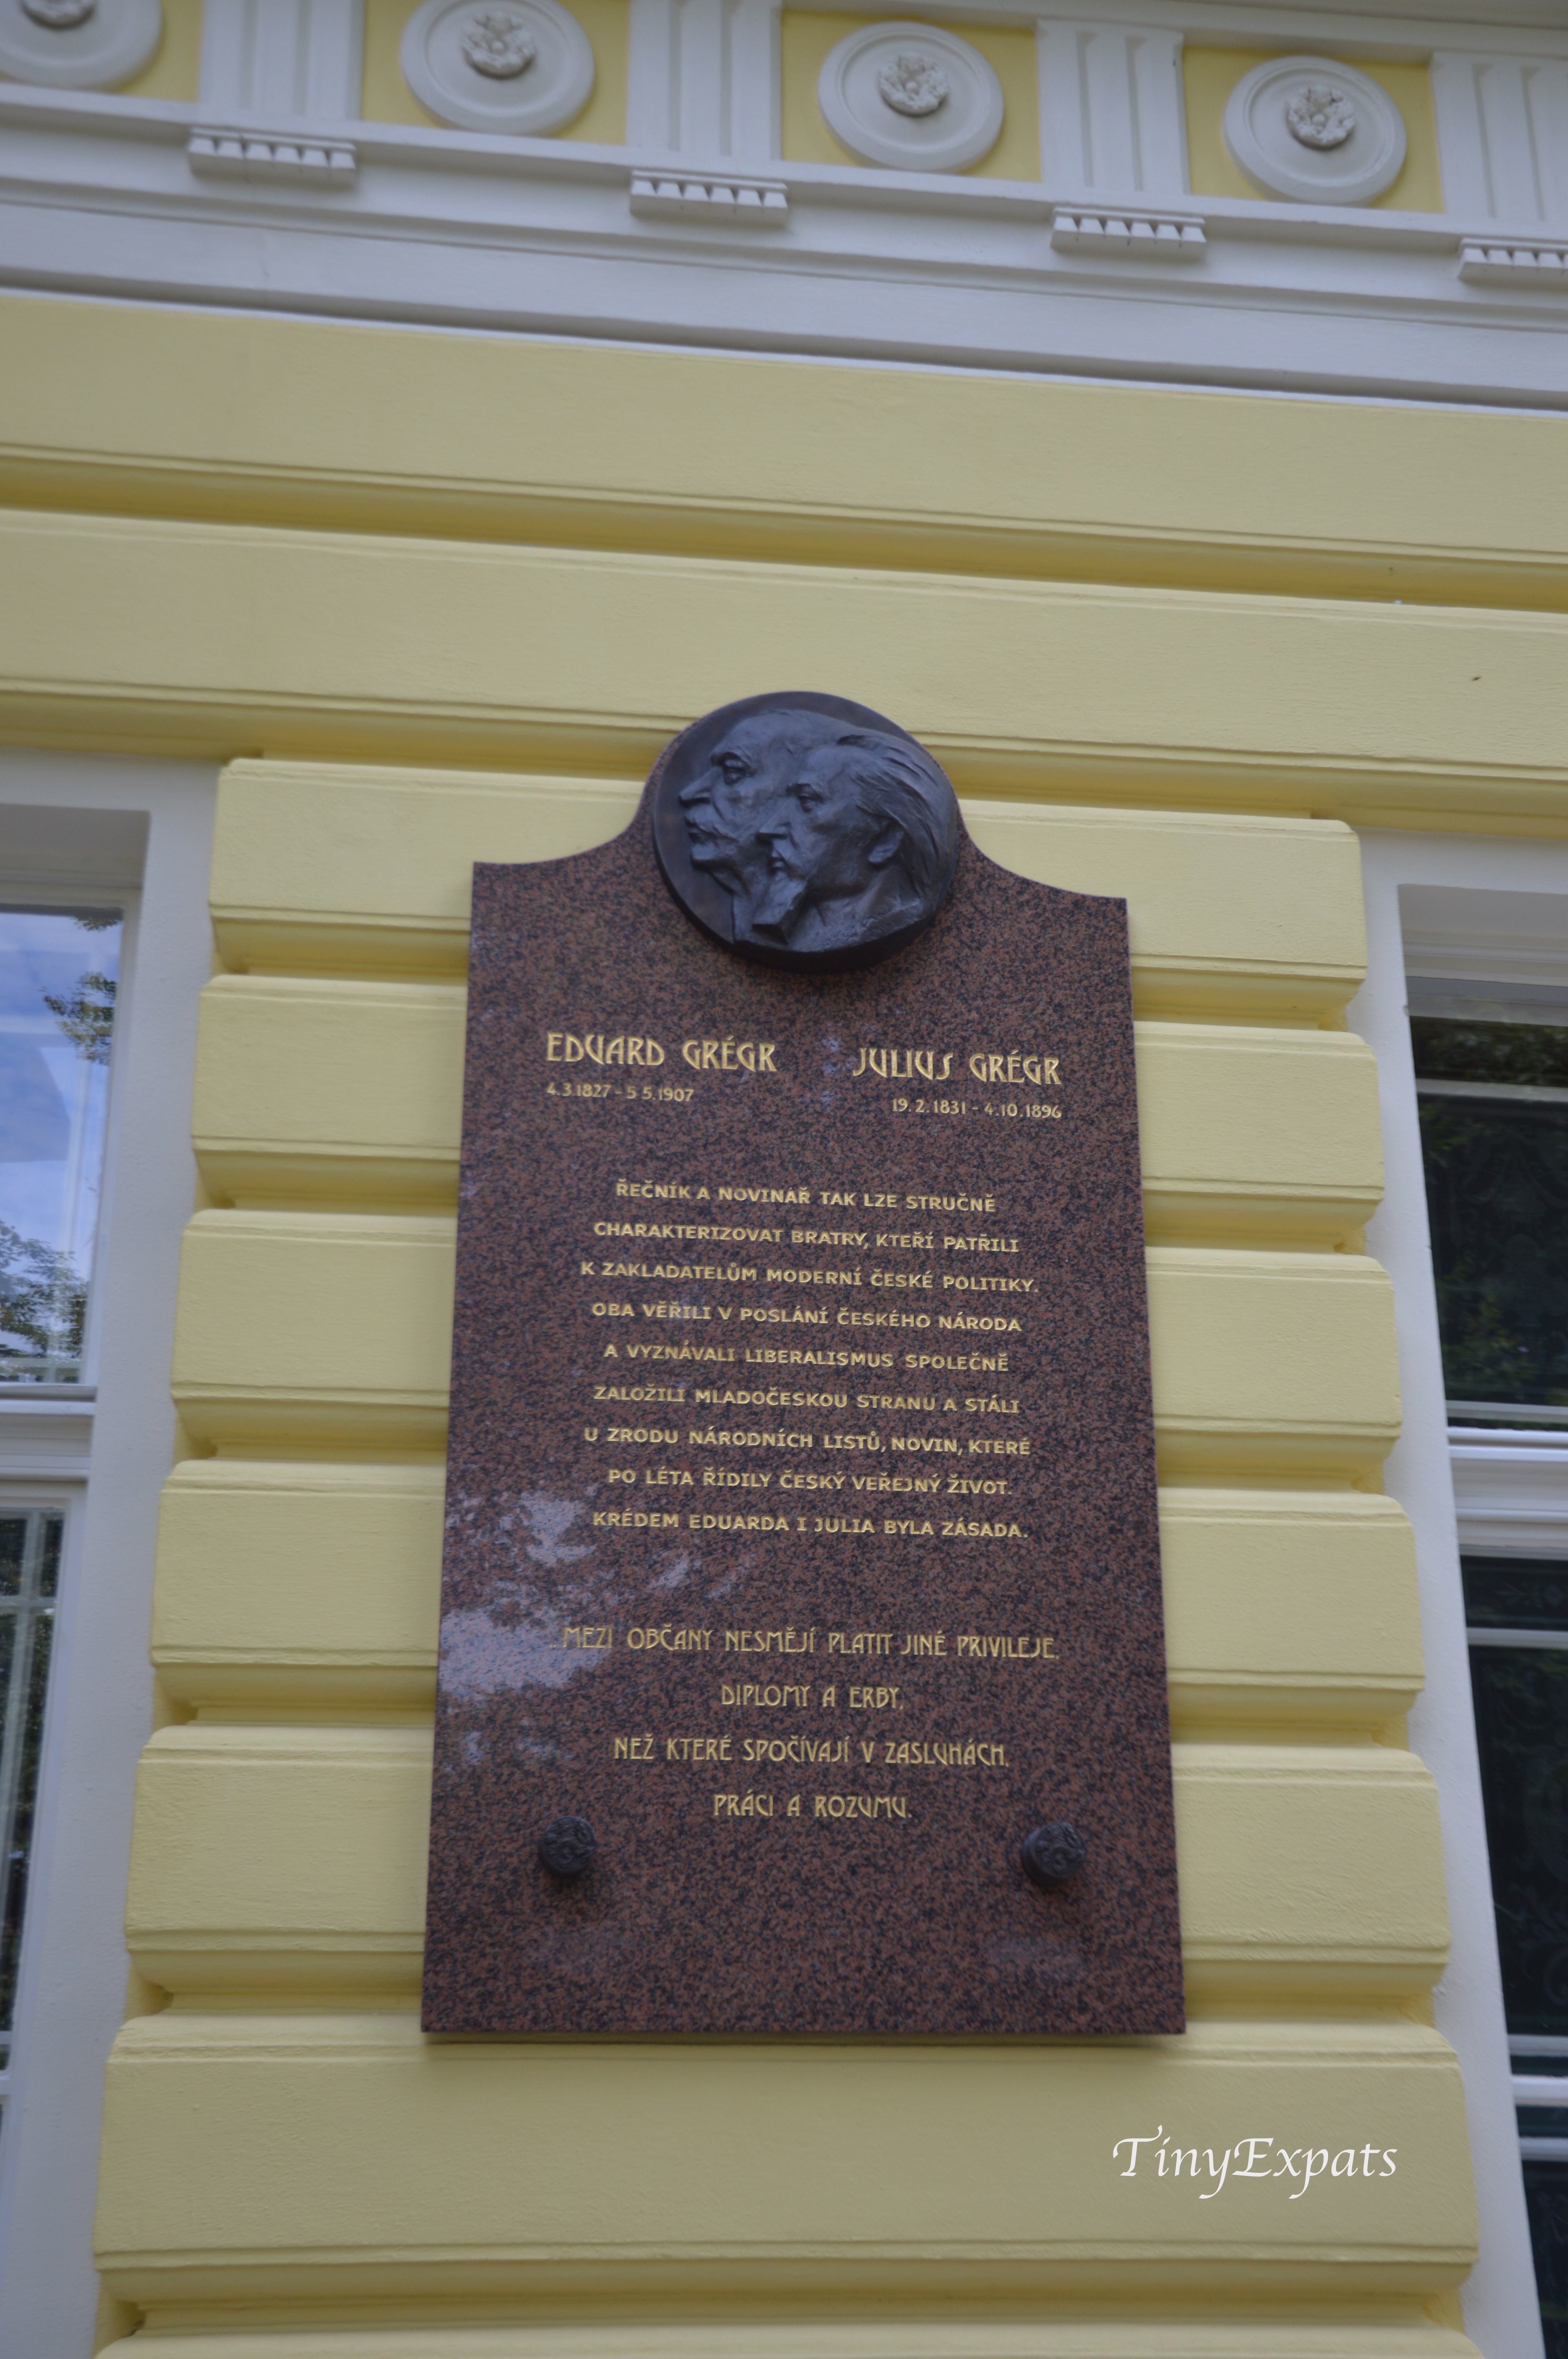 EDUARD GRÉGR JULIUS GRÉGR
4.3.1827 - 5.5.1907 19.2.1831 - 4.10.1896
ŘEČNÍK A NOVINÁŘ TAK LZE STRUČNĚ
CHARAKTERIZOVAT BRATRY, KTEŘÍ PATŘILI
K ZAKLADATELŮM MODERNÍ ČESKÉ POLITIKY.
OBA VĚŘILI V POSLÁNÍ ČESKÉHO NÁRODA
A VYZNÁVALI LIBERALISMUS SPOLEČNĚ
ZALOŽILI MLADOČESKOU STRANU A STÁLI
U ZRODU NÁRODNÍCH LISTŮ, NOVIN, KTERÉ
PO LÉTA ŘÍDILY ČESKÝ VEŘEJNÝ ŽIVOT.
KRÉDEM EDUARDA I JULIA BYLA ZÁSADA.
...MEZI OBČANY NESMĚJÍ PLATIT JINÉ PRIVILEJE,
DIPLOMY A ERBY,
NEŽ KTERÉ SPOČÍVAJÍ V ZASLUHÁCH,
PRÁCI A ROZUMU.
TinyExpats